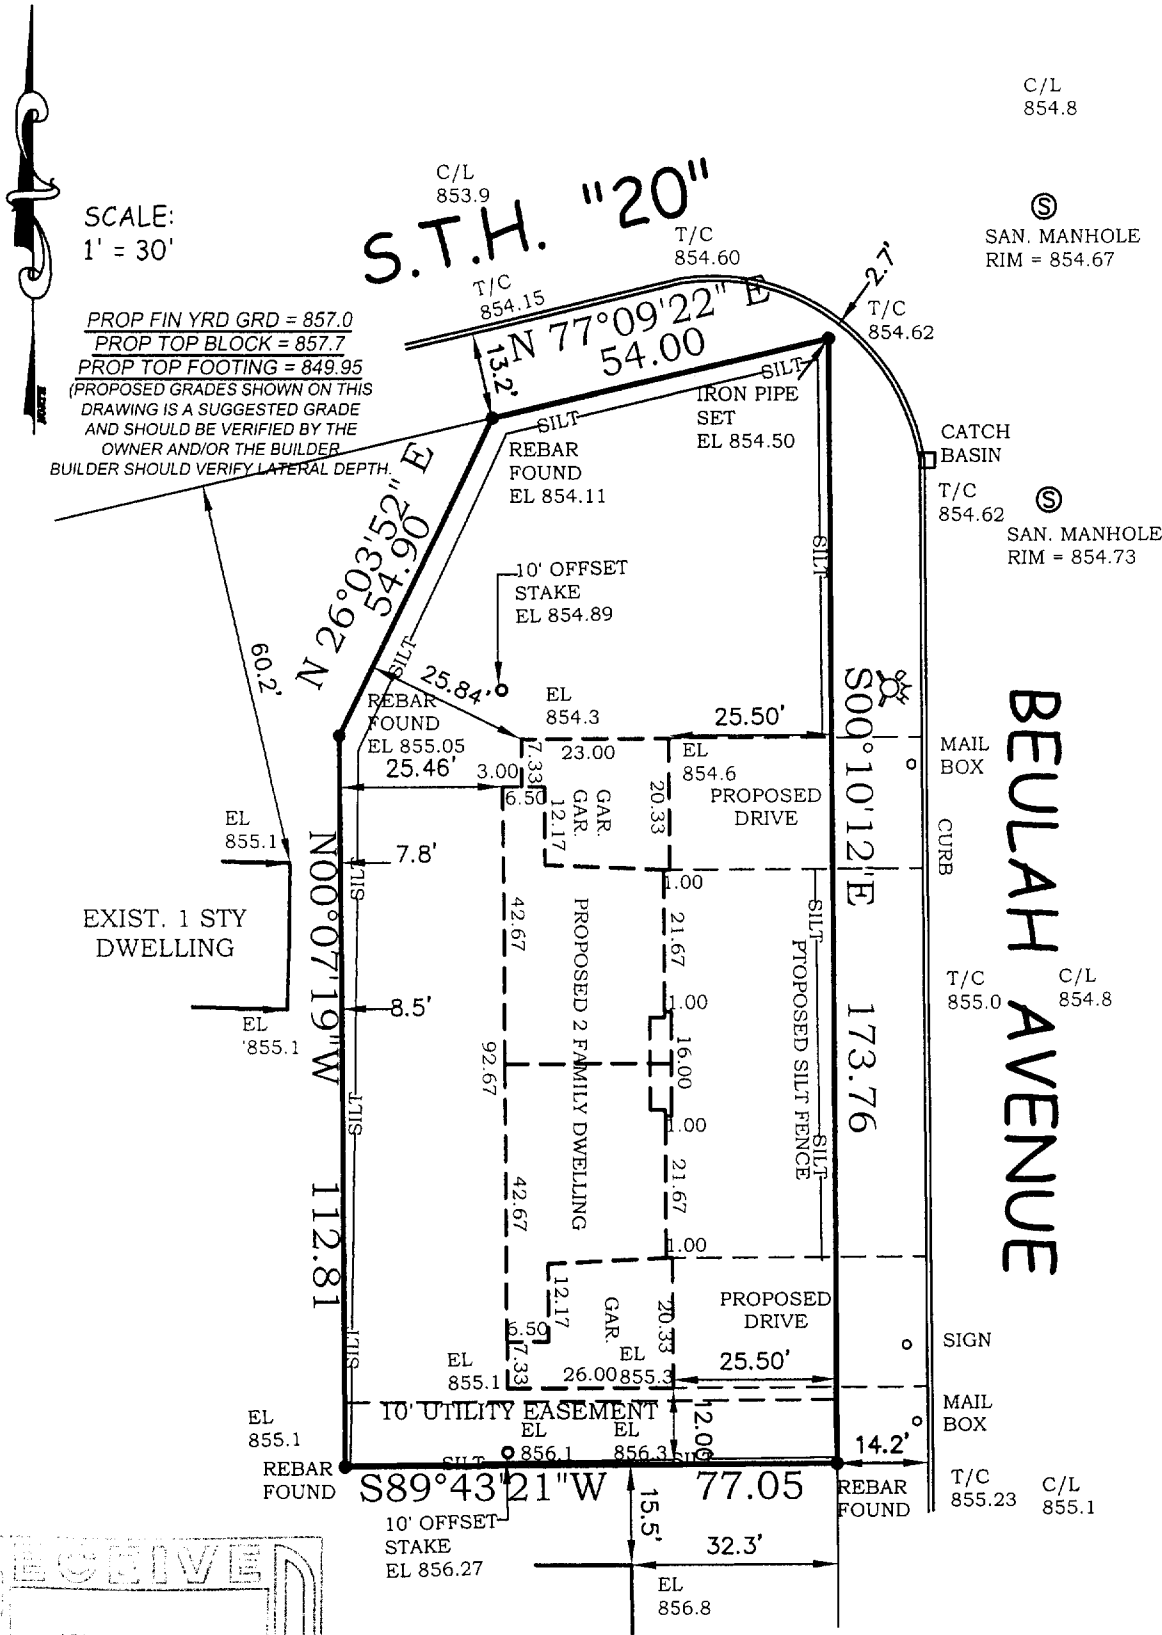 C/L
854.8
C/L
853.9
S.T.H. "20"
SCALE:
1' = 30'
NORTH
T/C
854.60
T/C
854.15
SAN. MANHOLE
RIM = 854.67
S
2.7'
T/C
854.62
PROP FIN YRD GRD = 857.0
PROP TOP BLOCK = 857.7
PROP TOP FOOTING = 849.95
(PROPOSED GRADES SHOWN ON THIS
DRAWING IS A SUGGESTED GRADE
AND SHOULD BE VERIFIED BY THE
OWNER AND/OR THE BUILDER
BUILDER SHOULD VERIFY LATERAL DEPTH.
N 77°09'22" E
54.00
13.2'
SILT
SILT
IRON PIPE
SET
EL 854.50
REBAR
FOUND
EL 854.11
CATCH
BASIN
T/C
854.62
S
SAN. MANHOLE
RIM = 854.73
N 26°03'52" E
54.90
SILT
SILT
10' OFFSET
STAKE
EL 854.89
60.2'
25.84'
REBAR
FOUND
EL 855.05
EL
854.3
25.50'
S00°10'12"E 173.76
BEULAH AVENUE
MAIL
BOX
CURB
25.46'
3.00
7.33
23.00
6.50
12.17
GAR.
GAR.
20.33
EL
854.6
PROPOSED
DRIVE
EL
855.1
7.8'
EXIST. 1 STY
DWELLING
EL
'855.1
8.5'
N00°07'19"W 112.81
SILT
SILT
SILT
42.67
92.67
42.67
PROPOSED 2 FAMILY DWELLING
1.00
21.67
1.00
16.00
1.00
21.67
1.00
SILT
PTOPOSED SILT FENCE
SILT
T/C
855.0
C/L
854.8
12.17
GAR.
20.33
6.50
7.33
PROPOSED
DRIVE
SIGN
EL
855.1
26.00
EL
855.3
25.50'
MAIL
BOX
10' UTILITY EASEMENT
EL
855.1
EL
856.1
EL
856.3
12.00
14.2'
REBAR
FOUND
SILT
SILT
S89°43'21"W 77.05
REBAR
FOUND
T/C
855.23
C/L
855.1
10' OFFSET
STAKE
EL 856.27
15.5'
32.3'
EL
856.8